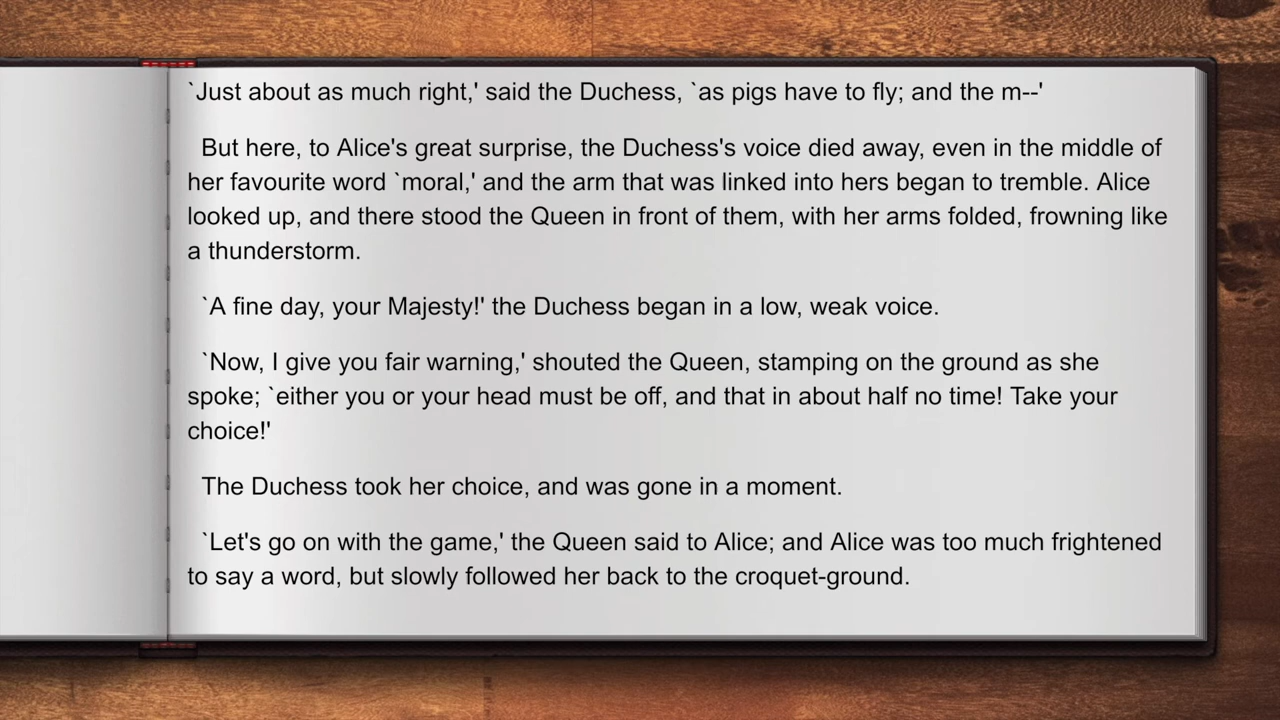 `Just about as much right,' said the Duchess, `as pigs have to fly; and the m--'
But here, to Alice's great surprise, the Duchess's voice died away, even in the middle of
her favourite word `moral,' and the arm that was linked into hers began to tremble. Alice
looked up, and there stood the Queen in front of them, with her arms folded, frowning like
a thunderstorm.
`A fine day, your Majesty!' the Duchess began in a low, weak voice.
`Now, I give you fair warning,' shouted the Queen, stamping on the ground as she
spoke; `either you or your head must be off, and that in about half no time! Take your
choice!'
The Duchess took her choice, and was gone in a moment.
`Let's go on with the game,' the Queen said to Alice; and Alice was too much frightened
to say a word, but slowly followed her back to the croquet-ground.